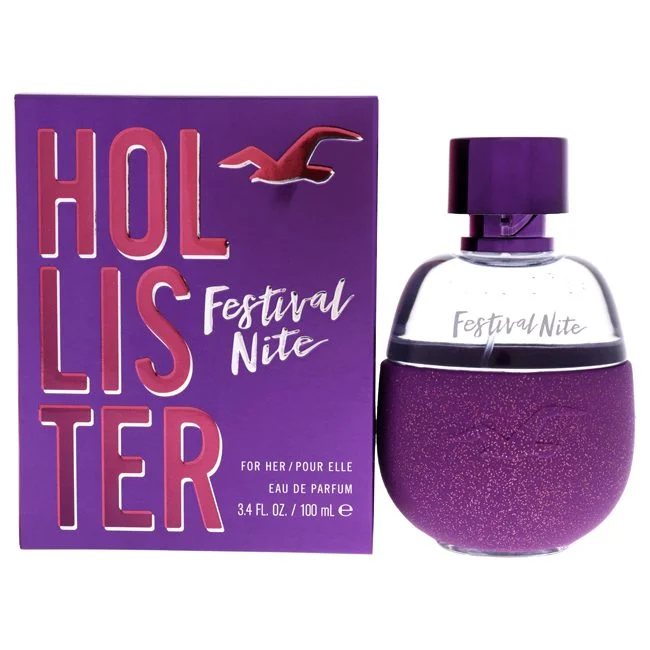 HOL
LIS
TER
Festival
Nite
FOR HER / POUR ELLE
EAU DE PARFUM
3.4 FL. OZ. / 100 mL ℮
Festival Nite